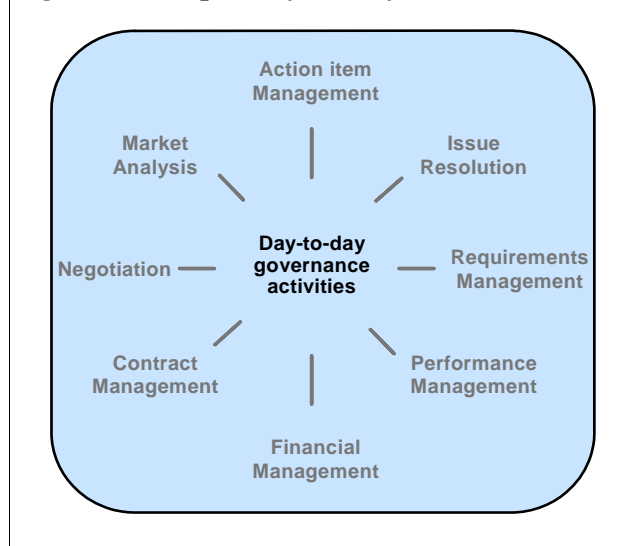 Action item
Management
Market
Analysis
Issue
Resolution
Day-to-day
governance
activities
Negotiation
Requirements
Management
Contract
Management
Performance
Management
Financial
Management